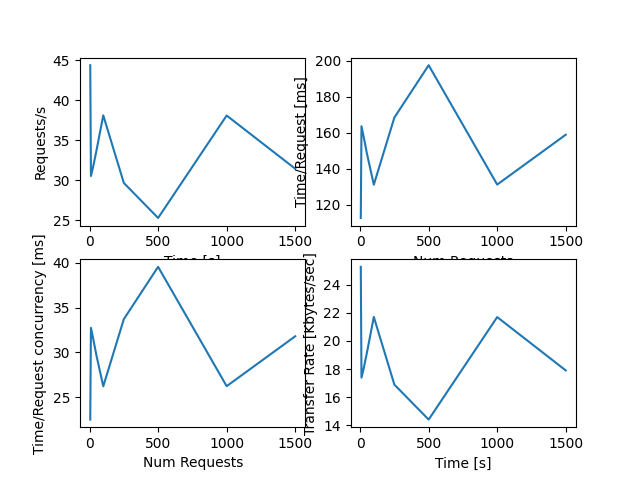 Requests/s
45
40
35
30
25
0 500 1000 1500
Time [s]
Time/Request [ms]
200
180
160
140
120
0 500 1000 1500
Num Requests
Time/Request concurrency [ms]
40
35
30
25
0 500 1000 1500
Num Requests
Transfer Rate [Kbytes/sec]
24
22
20
18
16
14
0 500 1000 1500
Time [s]